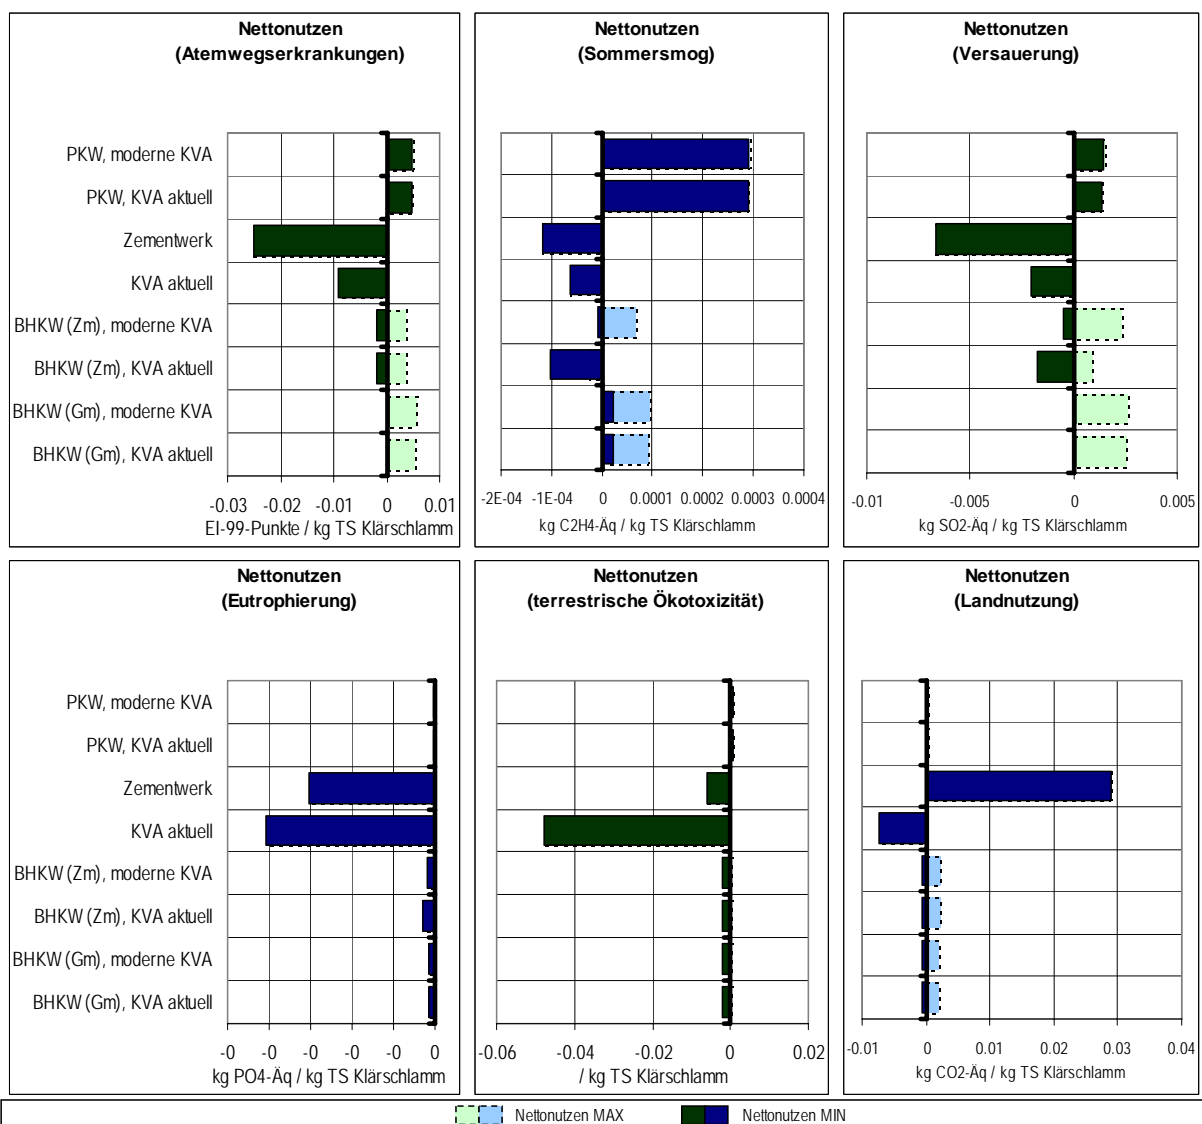 Nettonutzen
(Atemwegserkrankungen)
PKW, moderne KVA
PKW, KVA aktuell
Zementwerk
KVA aktuell
BHKW (Zm), moderne KVA
BHKW (Zm), KVA aktuell
BHKW (Gm), moderne KVA
BHKW (Gm), KVA aktuell
-0.03 -0.02 -0.01 0 0.01
EI-99-Punkte / kg TS Klärschlamm
Nettonutzen
(Sommersmog)
-2E-04 -1E-04 0 0.0001 0.0002 0.0003 0.0004
kg C2H4-Äq / kg TS Klärschlamm
Nettonutzen
(Versauerung)
-0.01 -0.005 0 0.005
kg SO2-Äq / kg TS Klärschlamm
Nettonutzen
(Eutrophierung)
PKW, moderne KVA
PKW, KVA aktuell
Zementwerk
KVA aktuell
BHKW (Zm), moderne KVA
BHKW (Zm), KVA aktuell
BHKW (Gm), moderne KVA
BHKW (Gm), KVA aktuell
-0 -0 -0 -0 -0 0
kg PO4-Äq / kg TS Klärschlamm
Nettonutzen
(terrestrische Ökotoxizität)
-0.06 -0.04 -0.02 0 0.02
/ kg TS Klärschlamm
Nettonutzen
(Landnutzung)
-0.01 0 0.01 0.02 0.03 0.04
kg CO2-Äq / kg TS Klärschlamm
Nettonutzen MAX
Nettonutzen MIN